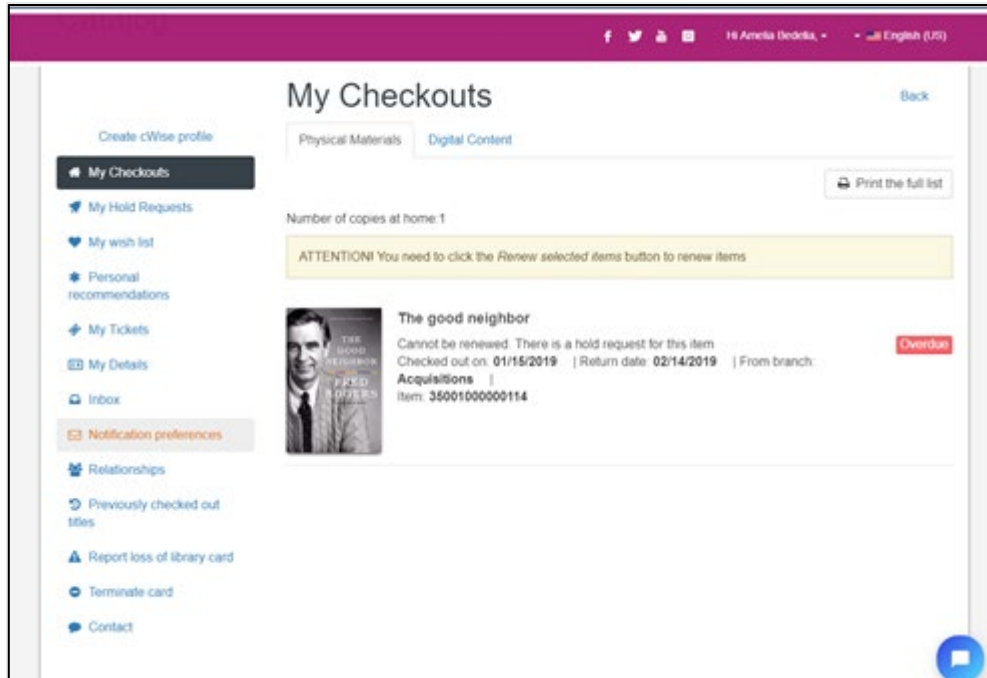 Catalog
Hi Amelia Bedelia,
English (US)
My Checkouts
Back
Create cWise profile
Physical Materials
Digital Content
My Checkouts
Print the full list
My Hold Requests
Number of copies at home:1
My wish list
ATTENTION! You need to click the Renew selected items button to renew items
Personal
recommendations
My Tickets
My Details
Inbox
Notification preferences
Relationships
Previously checked out
titles
Report loss of library card
Terminate card
Contact
THE
GOOD
NEIGHBOR
FRED
ROGERS
The good neighbor
Cannot be renewed. There is a hold request for this item
Overdue
Checked out on: 01/15/2019 | Return date: 02/14/2019 | From branch:
Acquisitions |
Item: 35001000000114